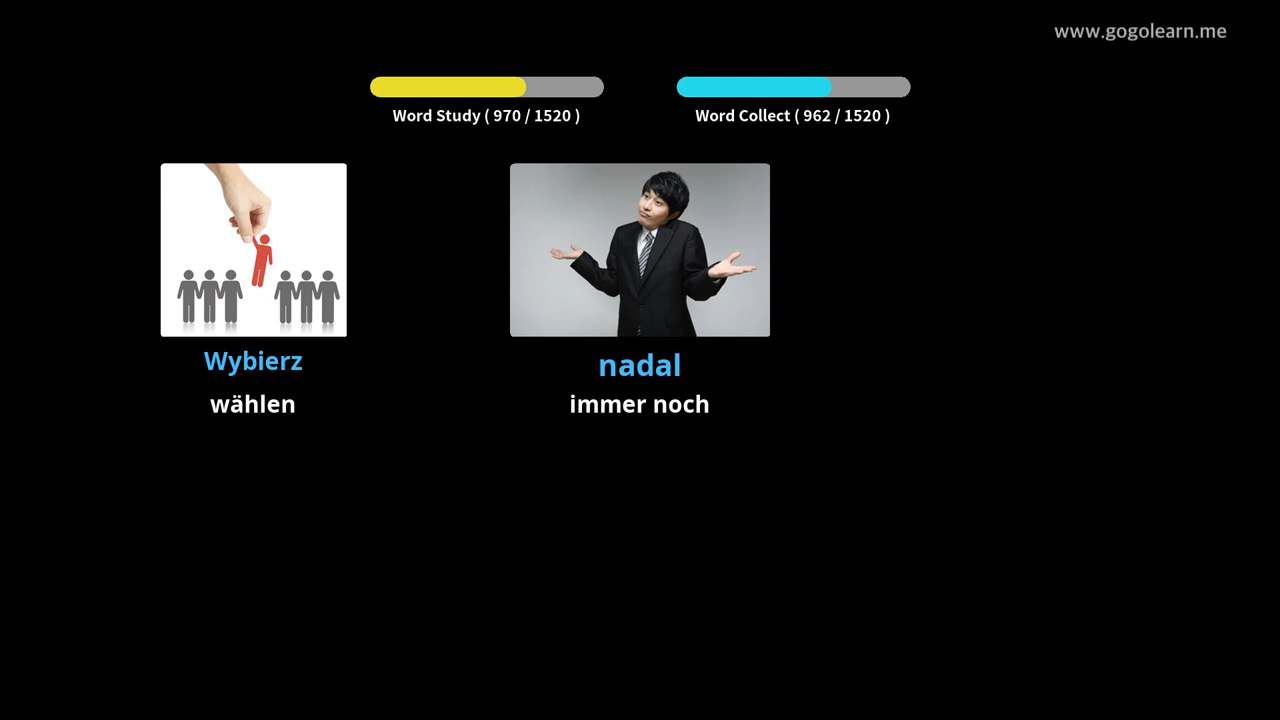 www.gogolearn.me
Word Study ( 970 / 1520 )
Word Collect ( 962 / 1520 )
Wybierz
wählen
nadal
immer noch